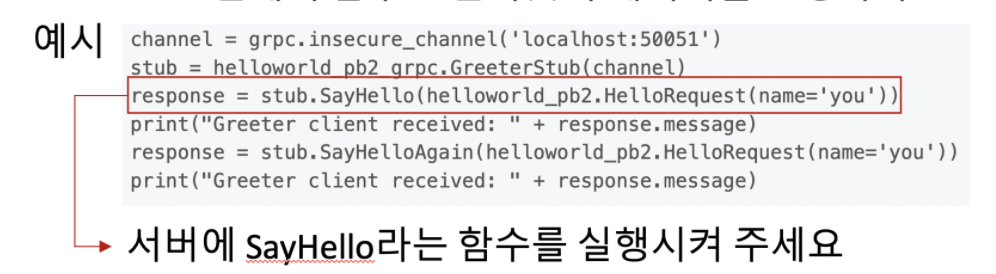 예시
channel = grpc.insecure_channel('localhost:50051')
stub = helloworld_pb2_grpc.GreeterStub(channel)
response = stub.SayHello(helloworld_pb2.HelloRequest(name='you'))
print("Greeter client received: " + response.message)
response = stub.SayHelloAgain(helloworld_pb2.HelloRequest(name='you'))
print("Greeter client received: " + response.message)
서버에 SayHello라는 함수를 실행시켜 주세요